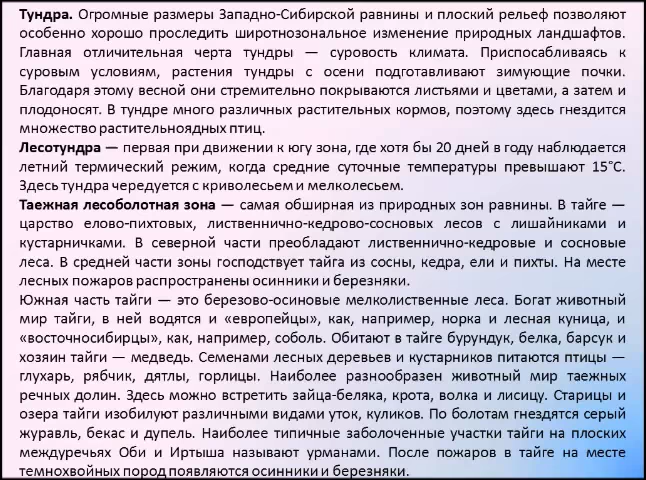 Тундра. Огромные размеры Западно-Сибирской равнины и плоский рельеф позволяют
особенно хорошо проследить широтнозональное изменение природных ландшафтов.
Главная отличительная черта тундры — суровость климата. Приспосабливаясь к
суровым условиям, растения тундры с осени подготавливают зимующие почки.
Благодаря этому весной они стремительно покрываются листьями и цветами, а затем и
плодоносят. В тундре много различных растительных кормов, поэтому здесь гнездится
множество растительноядных птиц.
Лесотундра — первая при движении к югу зона, где хотя бы 20 дней в году наблюдается
летний термический режим, когда средние суточные температуры превышают 15°С.
Здесь тундра чередуется с криволесьем и мелколесьем.
Таежная лесоболотная зона — самая обширная из природных зон равнины. В тайге —
царство елово-пихтовых, лиственнично-кедрово-сосновых лесов с лишайниками и
кустарничками. В северной части преобладают лиственнично-кедровые и сосновые
леса. В средней части зоны господствует тайга из сосны, кедра, ели и пихты. На месте
лесных пожаров распространены осинники и березняки.
Южная часть тайги — это березово-осиновые мелколиственные леса. Богат животный
мир тайги, в ней водятся и «европейцы», как, например, норка и лесная куница, и
«восточносибирцы», как, например, соболь. Обитают в тайге бурундук, белка, барсук и
хозяин тайги — медведь. Семенами лесных деревьев и кустарников питаются птицы —
глухарь, рябчик, дятлы, горлицы. Наиболее разнообразен животный мир таежных
речных долин. Здесь можно встретить зайца-беляка, крота, волка и лисицу. Старицы и
озера тайги изобилуют различными видами уток, куликов. По болотам гнездятся серый
журавль, бекас и дупель. Наиболее типичные заболоченные участки тайги на плоских
междуречьях Оби и Иртыша называют урманами. После пожаров в тайге на месте
темнохвойных пород появляются осинники и березняки.